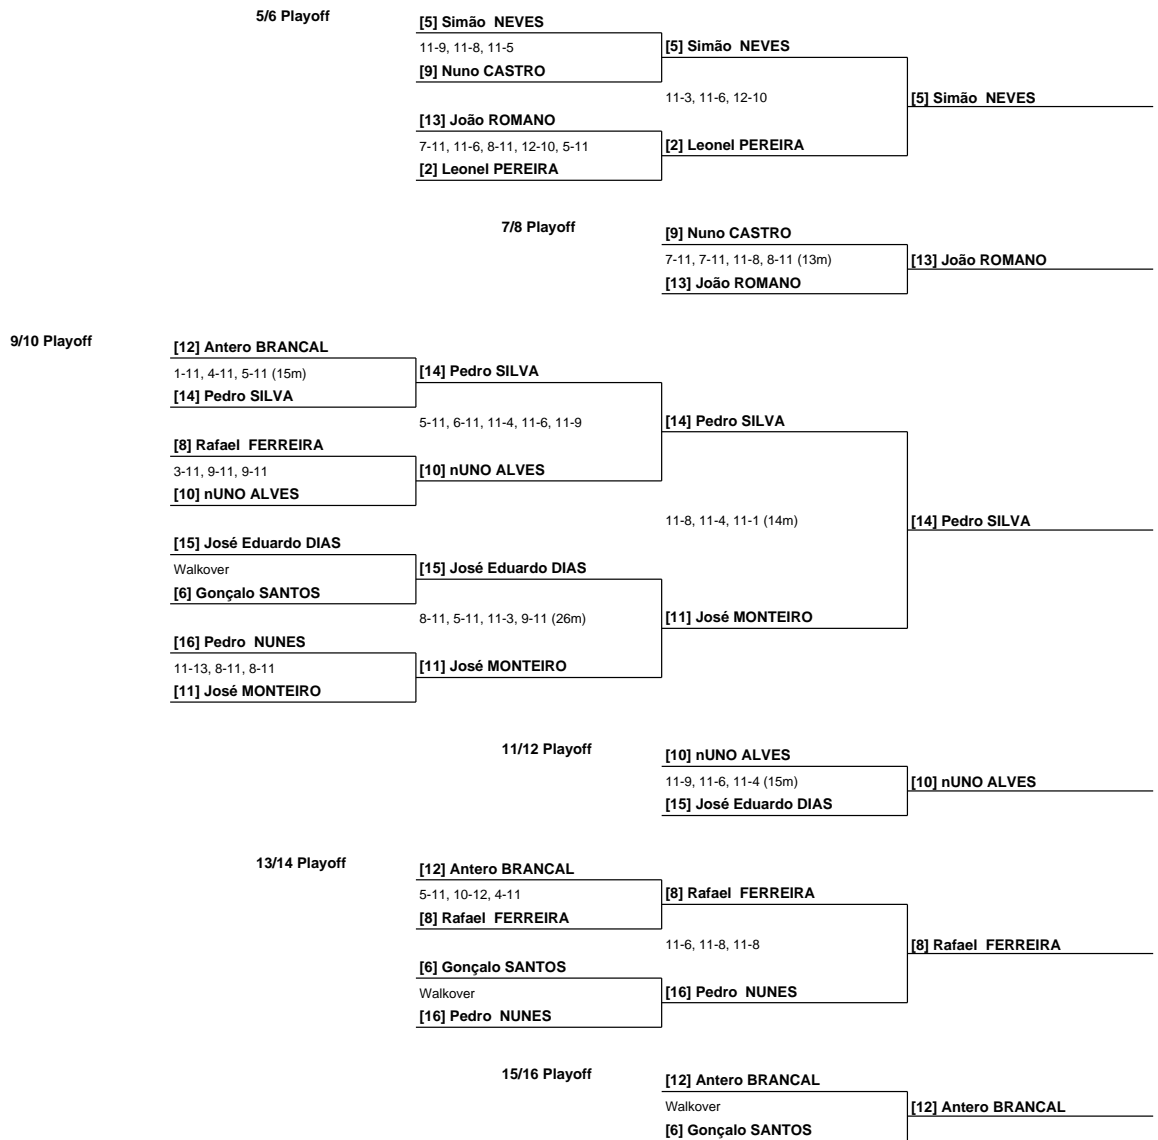 5/6 Playoff
[5] Simão  NEVES
11-9, 11-8, 11-5
[5] Simão  NEVES
[9] Nuno CASTRO
11-3, 11-6, 12-10
[5] Simão  NEVES
[13] João ROMANO
7-11, 11-6, 8-11, 12-10, 5-11
[2] Leonel PEREIRA
[2] Leonel PEREIRA
7/8 Playoff
[9] Nuno CASTRO
7-11, 7-11, 11-8, 8-11 (13m)
[13] João ROMANO
[13] João ROMANO
9/10 Playoff
[12] Antero BRANCAL
1-11, 4-11, 5-11 (15m)
[14] Pedro SILVA
[14] Pedro SILVA
5-11, 6-11, 11-4, 11-6, 11-9
[14] Pedro SILVA
[8] Rafael  FERREIRA
3-11, 9-11, 9-11
[10] nUNO ALVES
[10] nUNO ALVES
11-8, 11-4, 11-1 (14m)
[14] Pedro SILVA
[15] José Eduardo DIAS
Walkover
[15] José Eduardo DIAS
[6] Gonçalo SANTOS
8-11, 5-11, 11-3, 9-11 (26m)
[11] José MONTEIRO
[16] Pedro  NUNES
11-13, 8-11, 8-11
[11] José MONTEIRO
[11] José MONTEIRO
11/12 Playoff
[10] nUNO ALVES
11-9, 11-6, 11-4 (15m)
[10] nUNO ALVES
[15] José Eduardo DIAS
13/14 Playoff
[12] Antero BRANCAL
5-11, 10-12, 4-11
[8] Rafael  FERREIRA
[8] Rafael  FERREIRA
11-6, 11-8, 11-8
[8] Rafael  FERREIRA
[6] Gonçalo SANTOS
Walkover
[16] Pedro  NUNES
[16] Pedro  NUNES
15/16 Playoff
[12] Antero BRANCAL
Walkover
[12] Antero BRANCAL
[6] Gonçalo SANTOS